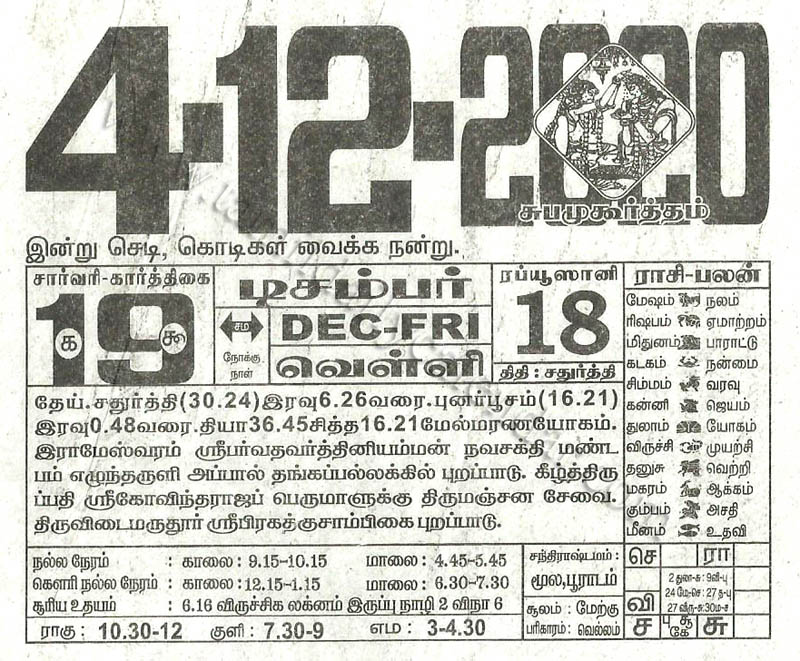 4-12-2020
சுபமுகூர்த்தம்
இன்று செடி, கொடிகள் வைக்க நன்று.
சார்வரி-கார்த்திகை
19
க
கூ
டிசம்பர்
சம
நோக்கு
நாள்
DEC-FRI
வெள்ளி
ரப்யூஸானி
18
திதி : சதுர்த்தி
ராசி-பலன்
மேஷம் நலம்
ரிஷபம் ஏமாற்றம்
மிதுனம் பாராட்டு
கடகம் நன்மை
சிம்மம் வரவு
கன்னி ஜெயம்
துலாம் யோகம்
விருச்சி முயற்சி
தனுசு வெற்றி
மகரம் ஆக்கம்
கும்பம் அசதி
மீனம் உதவி
தேய்.சதுர்த்தி(30.24)இரவு6.26வரை.புனர்பூசம்(16.21)
இரவு0.48வரை.தியா36.45சித்த16.21மேல்மரணயோகம்.
இராமேஸ்வரம் ஸ்ரீபர்வதவர்த்தினியம்மன் நவசக்தி மண்ட
பம் எழுந்தருளி அப்பால் தங்கப்பல்லக்கில் புறப்பாடு. கீழ்த்திரு
ப்பதி ஸ்ரீகோவிந்தராஜப் பெருமாளுக்கு திருமஞ்சன சேவை.
திருவிடைமருதூர் ஸ்ரீபிரகத்குசாம்பிகை புறப்பாடு.
நல்ல நேரம் : காலை: 9.15-10.15 மாலை: 4.45-5.45
கௌரி நல்ல நேரம் : காலை: 12.15-1.15 மாலை: 6.30-7.30
சூரிய உதயம் : 6.16 விருச்சிக லக்னம் இருப்பு நாழி 2 விநா 6
ராகு: 10.30-12 குளி: 7.30-9 எம: 3-4.30
சந்திராஷ்டமம்:
மூல,பூராடம்
சூலம் : மேற்கு
பரிகாரம் : வெல்லம்
செ ரா
2 துலா-சு: 9வி-பு
24 மே-செ: 27 த-பு
27 விரு-சு: 30ம-ச
வி
ச பு சூ கே சு